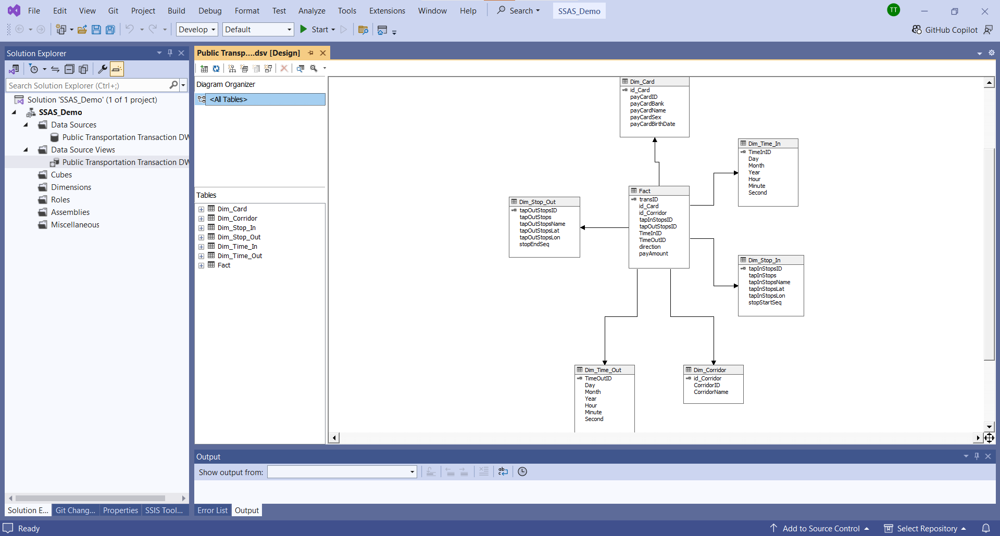 File Edit View Git Project Build Debug Format Test Analyze Tools Extensions Window Help Search SSAS_Demo TT
Develop Default Start GitHub Copilot
Solution Explorer
Search Solution Explorer (Ctrl+;)
Solution 'SSAS_Demo' (1 of 1 project)
SSAS_Demo
Data Sources
Public Transportation Transaction DW
Data Source Views
Public Transportation Transaction DW
Cubes
Dimensions
Roles
Assemblies
Miscellaneous
Solution E... Git Chang... Properties SSIS Tool...
Public Transp....dsv [Design]
Diagram Organizer
<All Tables>
Tables
Dim_Card
Dim_Corridor
Dim_Stop_In
Dim_Stop_Out
Dim_Time_In
Dim_Time_Out
Fact
Dim_Card
id_Card
payCardID
payCardBank
payCardName
payCardSex
payCardBirthDate
Dim_Time_In
TimeInID
Day
Month
Year
Hour
Minute
Second
Fact
transID
id_Card
id_Corridor
tapInStopsID
tapOutStopsID
TimeInID
TimeOutID
direction
payAmount
Dim_Stop_Out
tapOutStopsID
tapOutStops
tapOutStopsName
tapOutStopsLat
tapOutStopsLon
stopEndSeq
Dim_Stop_In
tapInStopsID
tapInStops
tapInStopsName
tapInStopsLat
tapInStopsLon
stopStartSeq
Dim_Time_Out
TimeOutID
Day
Month
Year
Hour
Minute
Second
Dim_Corridor
id_Corridor
CorridorID
CorridorName
Output
Show output from:
Error List Output
Ready Add to Source Control Select Repository